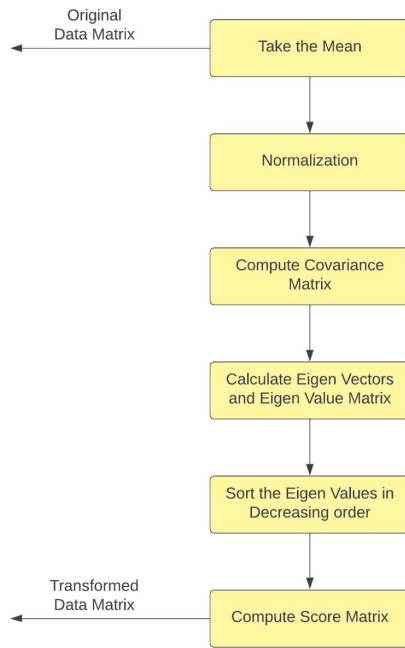 Original
Data Matrix
Take the Mean
Normalization
Compute Covariance
Matrix
Calculate Eigen Vectors
and Eigen Value Matrix
Sort the Eigen Values in
Decreasing order
Transformed
Data Matrix
Compute Score Matrix